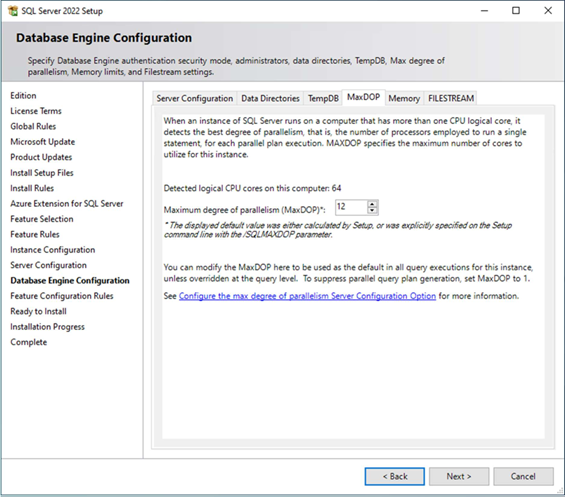 SQL Server 2022 Setup
Database Engine Configuration
Specify Database Engine authentication security mode, administrators, data directories, TempDB, Max degree of
parallelism, Memory limits, and Filestream settings.
Edition
License Terms
Global Rules
Microsoft Update
Product Updates
Install Setup Files
Install Rules
Azure Extension for SQL Server
Feature Selection
Feature Rules
Instance Configuration
Server Configuration
Database Engine Configuration
Feature Configuration Rules
Ready to Install
Installation Progress
Complete
Server Configuration Data Directories TempDB MaxDOP Memory FILESTREAM
When an instance of SQL Server runs on a computer that has more than one CPU logical core, it
detects the best degree of parallelism, that is, the number of processors employed to run a single
statement, for each parallel plan execution. MAXDOP specifies the maximum number of cores to
utilize for this instance.
Detected logical CPU cores on this computer: 64
Maximum degree of parallelism (MaxDOP)*: 12
* The displayed default value was either calculated by Setup, or was explicitly specified on the Setup
command line with the /SQLMAXDOP parameter.
You can modify the MaxDOP here to be used as the default in all query executions for this instance,
unless overridden at the query level. To suppress parallel query plan generation, set MaxDOP to 1.
See Configure the max degree of parallelism Server Configuration Option for more information.
< Back Next > Cancel